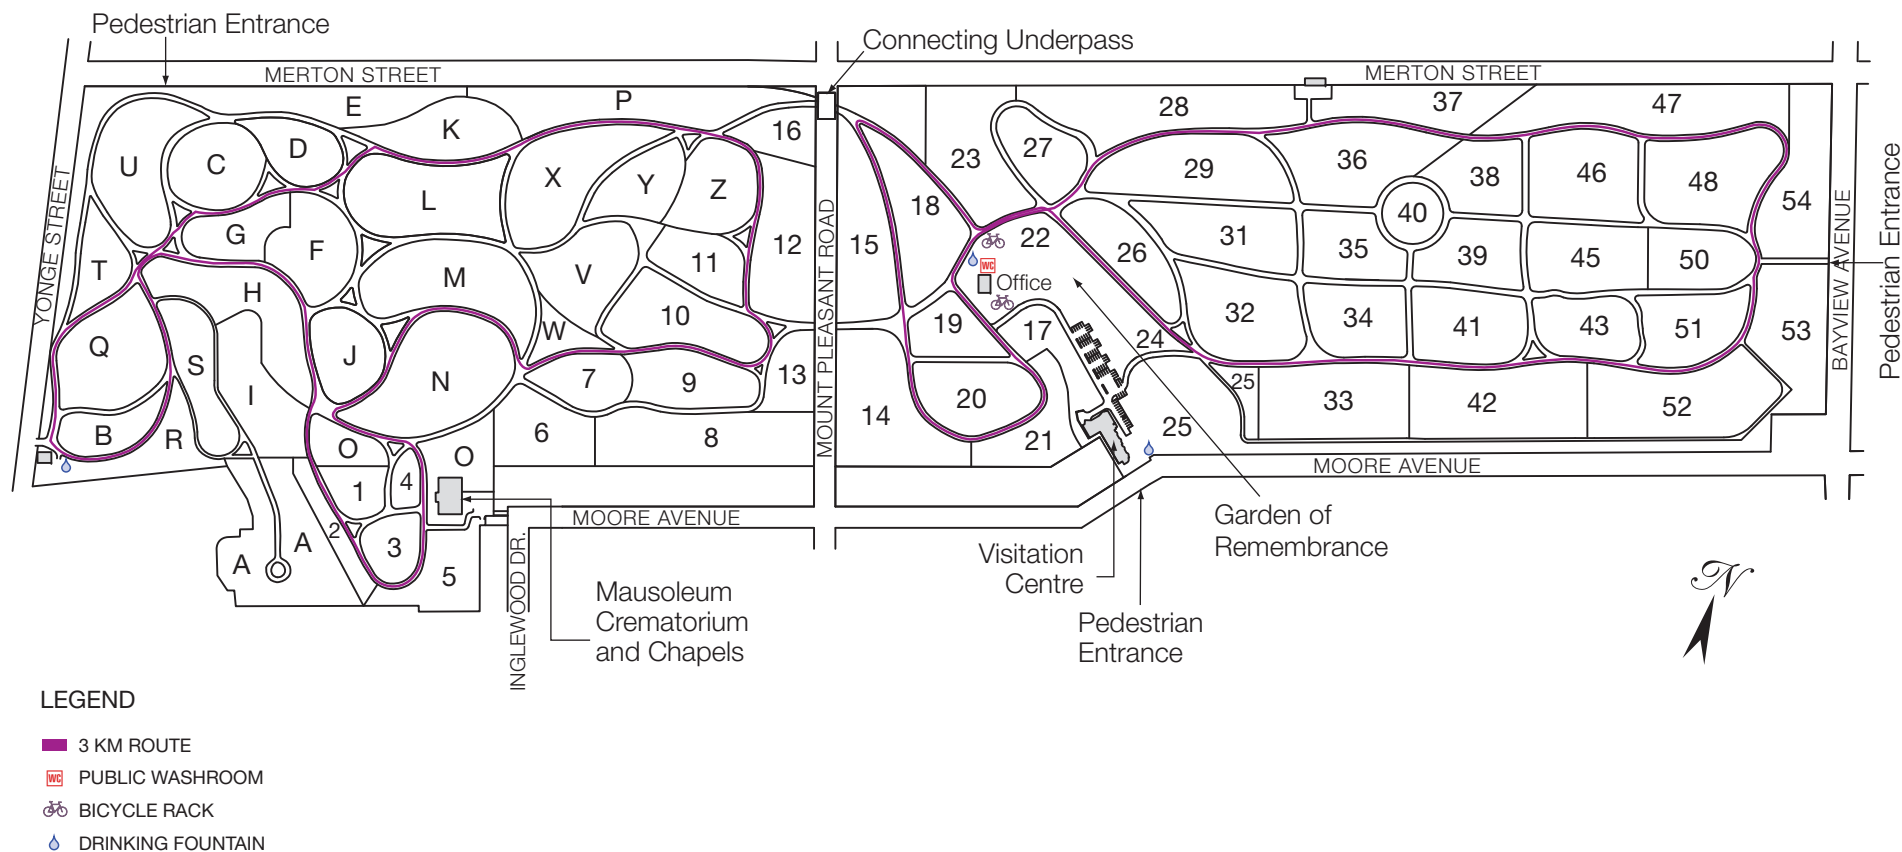 Pedestrian Entrance
Connecting Underpass
MERTON STREET
MERTON STREET
E
P
K
D
C
U
L
X
Y
Z
16
G
F
T
M
V
11
12
H
W
10
Q
S
J
N
7
9
13
I
B
R
O
O
6
8
1
4
2
3
A
A
5
YONGE STREET
MOUNT PLEASANT ROAD
15
18
23
27
28
37
47
29
36
38
46
48
54
22
26
31
35
40
39
45
50
WC
Office
19
17
24
32
34
41
43
51
53
14
20
21
25
25
33
42
52
BAYVIEW AVENUE
Pedestrian Entrance
MOORE AVENUE
MOORE AVENUE
INGLEWOOD DR.
Mausoleum
Crematorium
and Chapels
Visitation
Centre
Pedestrian
Entrance
Garden of
Remembrance
N
LEGEND
3 KM ROUTE
WC PUBLIC WASHROOM
BICYCLE RACK
DRINKING FOUNTAIN